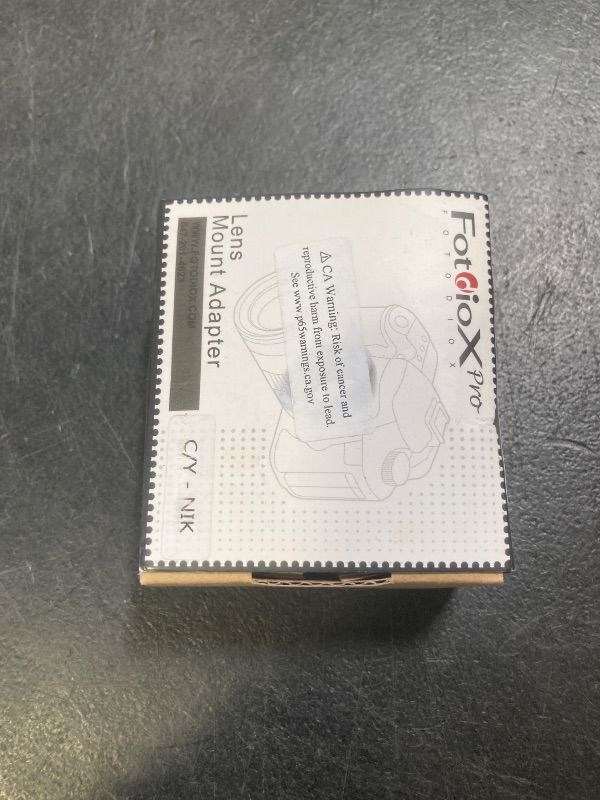 FotodioX Pro
FOTODIOX
⚠ CA Warning: Risk of cancer and
reproductive harm from exposure to lead.
See www.p65warnings.ca.gov
Lens
Mount Adapter
WWW.FOTODIOX.COM
C/Y - NIK